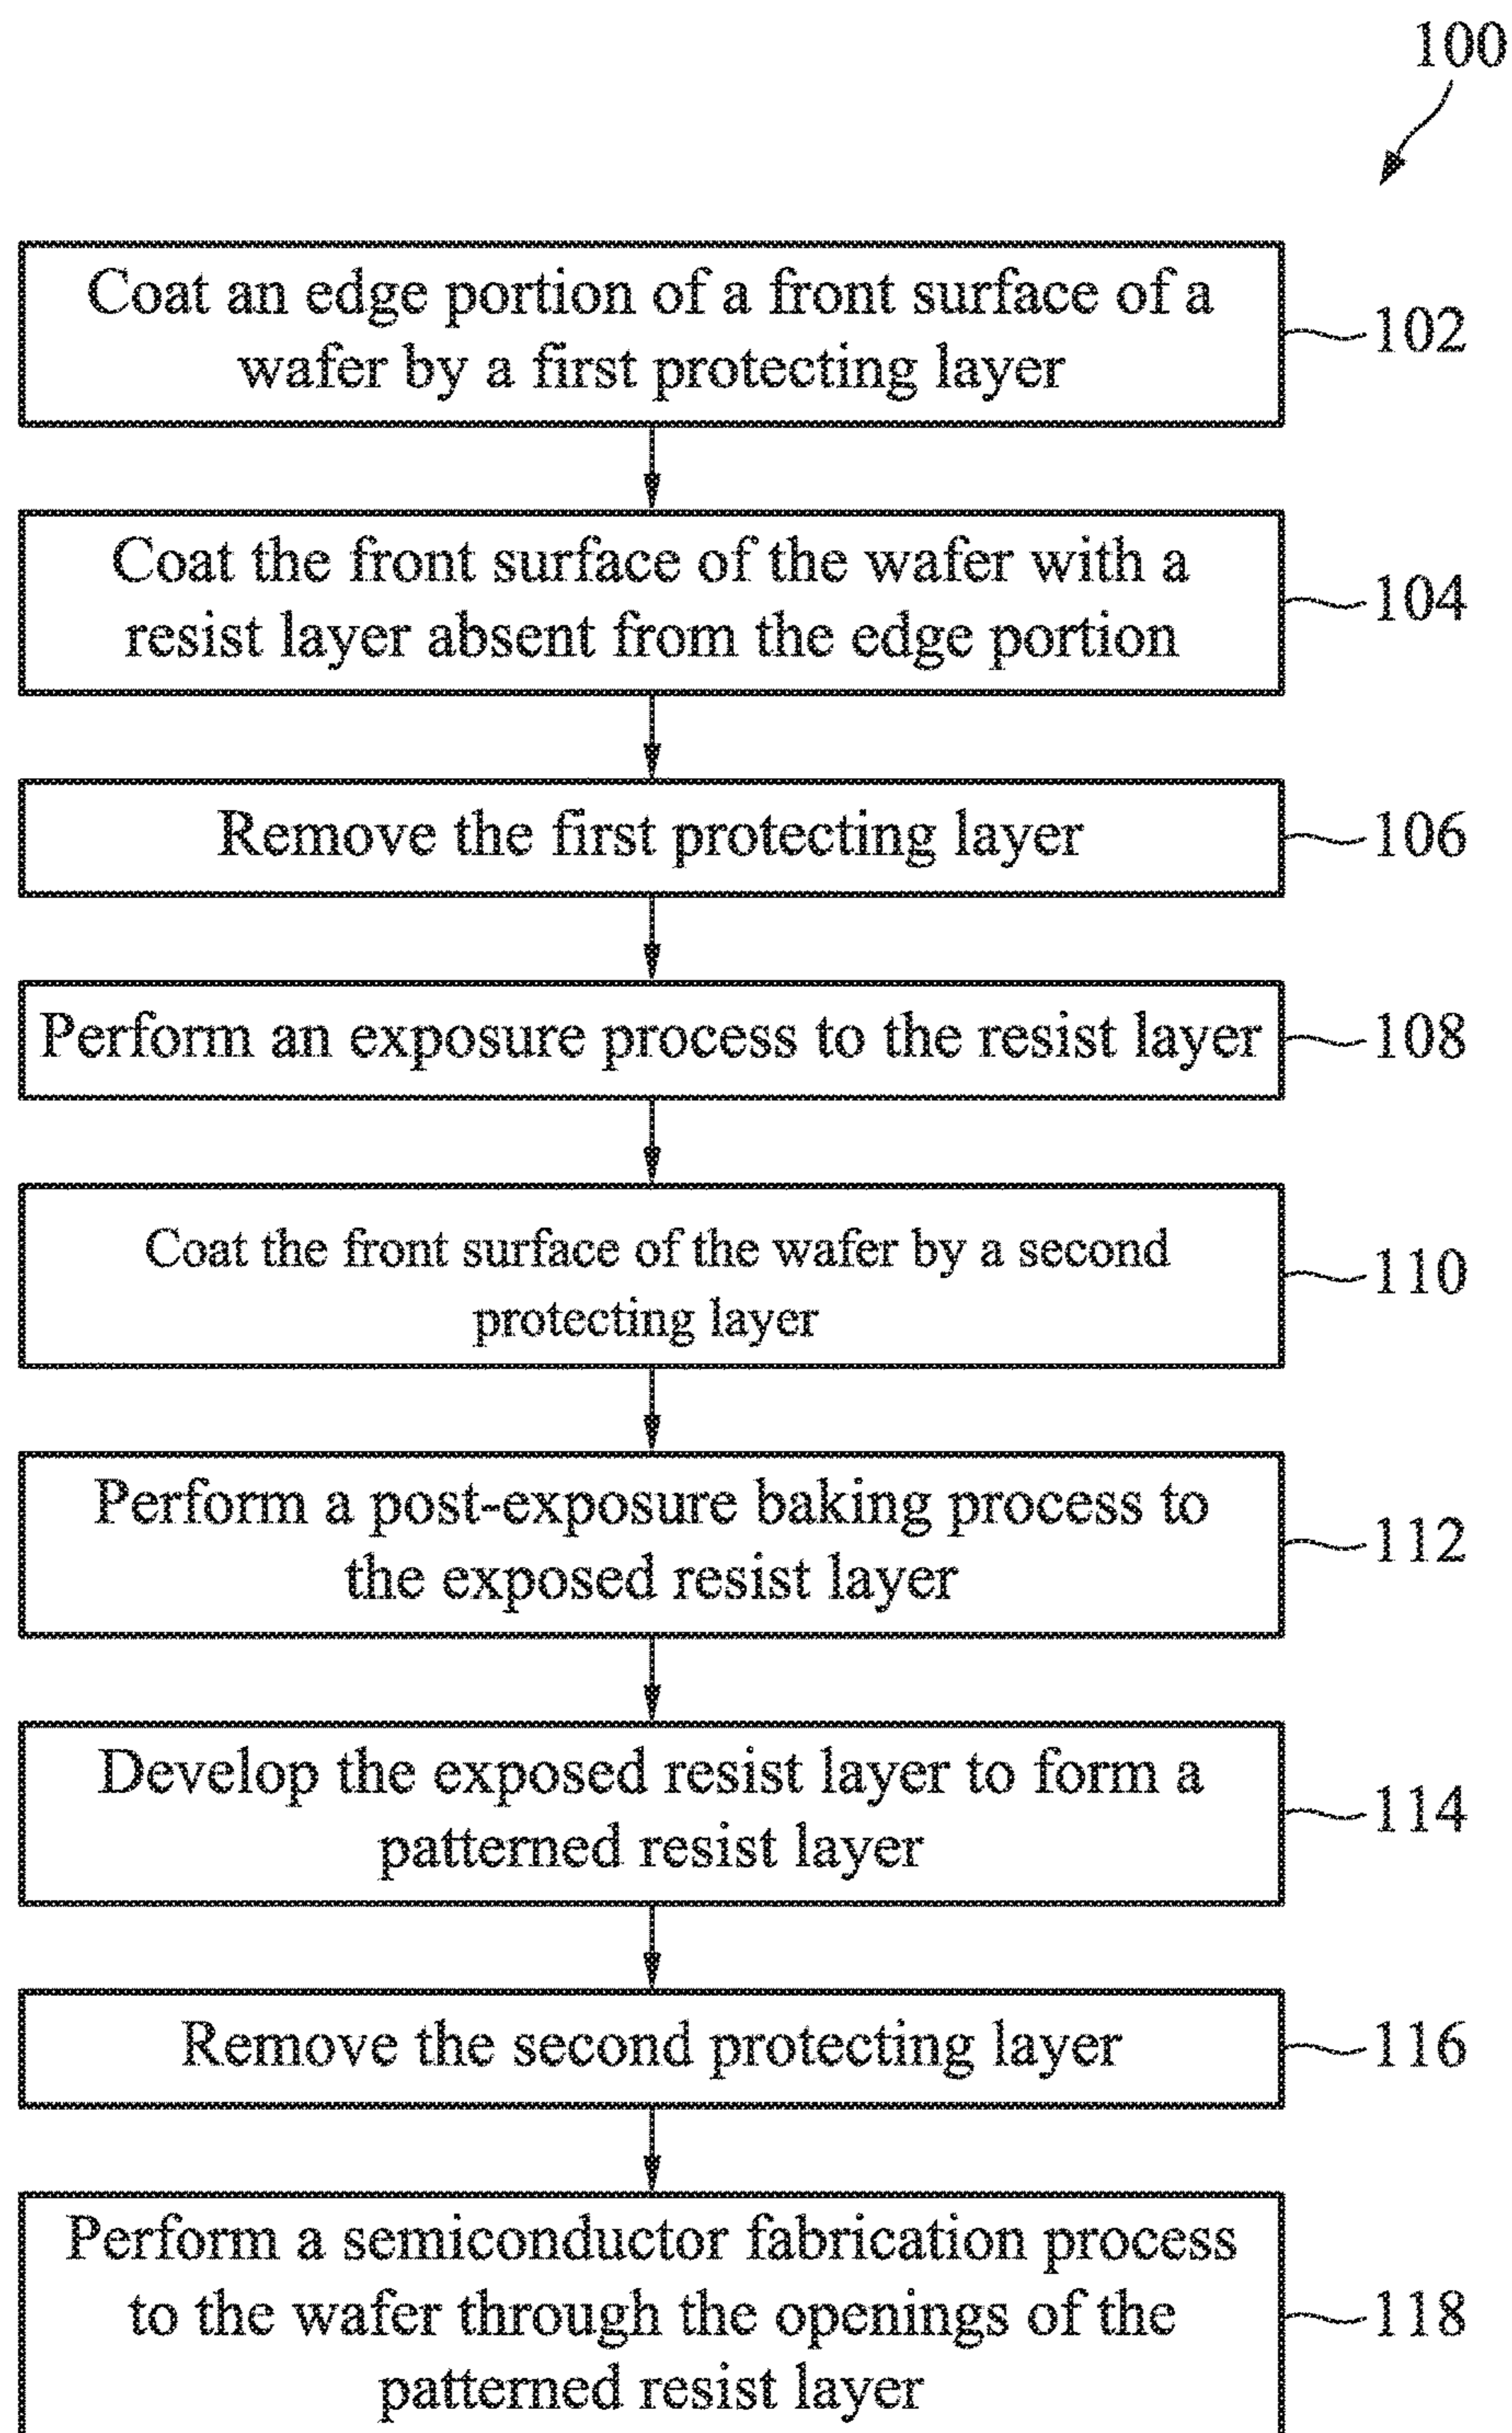 100
Coat an edge portion of a front surface of a
wafer by a first protecting layer
102
Coat the front surface of the wafer with a
resist layer absent from the edge portion
104
Remove the first protecting layer
106
Perform an exposure process to the resist layer
108
Coat the front surface of the wafer by a second
protecting layer
110
Perform a post-exposure baking process to
the exposed resist layer
112
Develop the exposed resist layer to form a
patterned resist layer
114
Remove the second protecting layer
116
Perform a semiconductor fabrication process
to the wafer through the openings of the
patterned resist layer
118